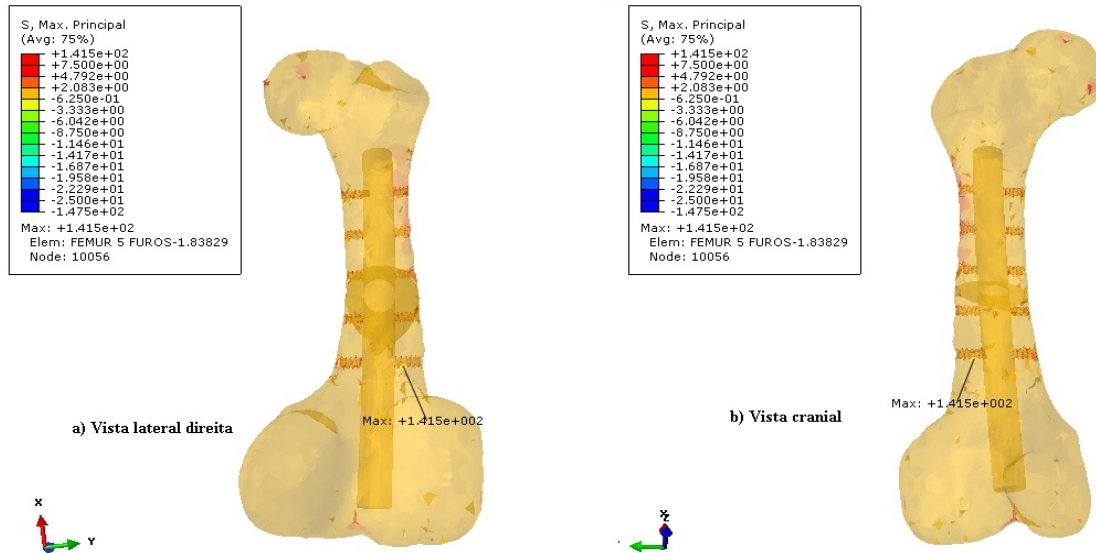 S, Max. Principal
(Avg: 75%)
+1.415e+02
+7.500e+00
+4.792e+00
+2.083e+00
-6.250e-01
-3.333e+00
-6.042e+00
-8.750e+00
-1.146e+01
-1.417e+01
-1.687e+01
-1.958e+01
-2.229e+01
-2.500e+01
-1.475e+02
Max: +1.415e+02
Elem: FEMUR 5 FUROS-1.83829
Node: 10056
Max: +1.415e+002
a) Vista lateral direita
X
Y
S, Max. Principal
(Avg: 75%)
+1.415e+02
+7.500e+00
+4.792e+00
+2.083e+00
-6.250e-01
-3.333e+00
-6.042e+00
-8.750e+00
-1.146e+01
-1.417e+01
-1.687e+01
-1.958e+01
-2.229e+01
-2.500e+01
-1.475e+02
Max: +1.415e+02
Elem: FEMUR 5 FUROS-1.83829
Node: 10056
Max: +1.415e+002
b) Vista cranial
X
Z